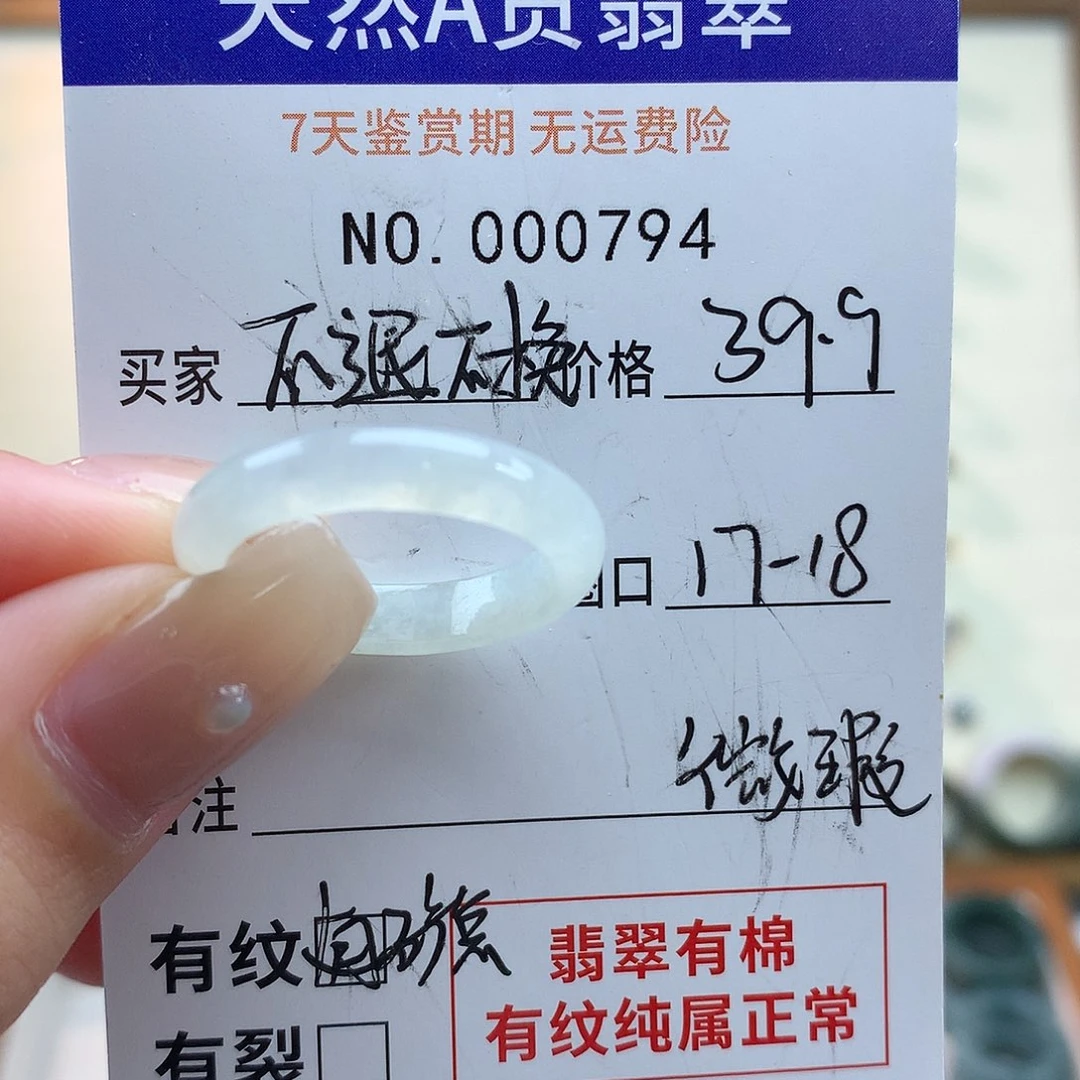 天然A货翡翠
7天鉴赏期 无运费险
NO. 000794
买家 不退不换 价格 39.9
圈口 17-18
备注 微瑕
有纹
翡翠有棉
有纹纯属正常
有裂